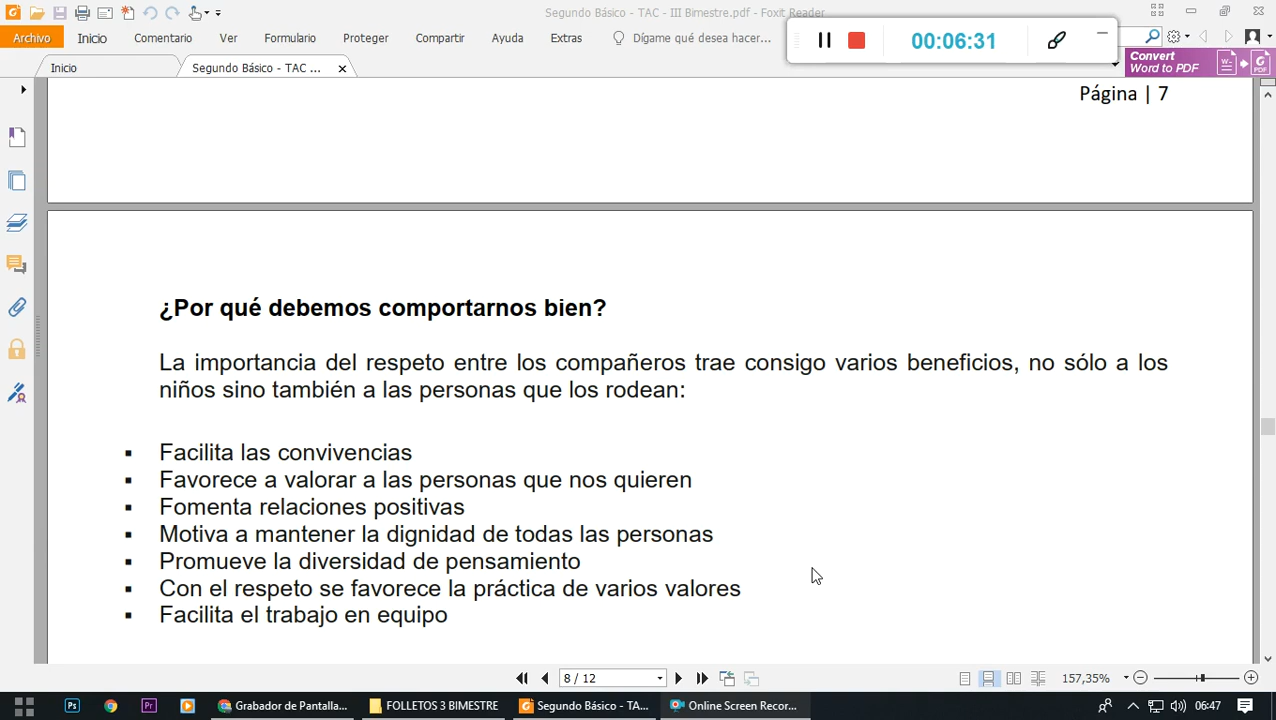 Segundo Básico - TAC - III Bimestre.pdf - Foxit Reader
Archivo Inicio Comentario Ver Formulario Proteger Compartir Ayuda Extras Dígame qué desea hacer...
00:06:31
Convert
Word to PDF
Inicio
Segundo Básico - TAC ...
Página | 7
¿Por qué debemos comportarnos bien?
La importancia del respeto entre los compañeros trae consigo varios beneficios, no sólo a los
niños sino también a las personas que los rodean:
▪ Facilita las convivencias
▪ Favorece a valorar a las personas que nos quieren
▪ Fomenta relaciones positivas
▪ Motiva a mantener la dignidad de todas las personas
▪ Promueve la diversidad de pensamiento
▪ Con el respeto se favorece la práctica de varios valores
▪ Facilita el trabajo en equipo
8 / 12
157,35%
Ps
Pr
Grabador de Pantalla...
FOLLETOS 3 BIMESTRE
Segundo Básico - TA...
Online Screen Recor...
06:47